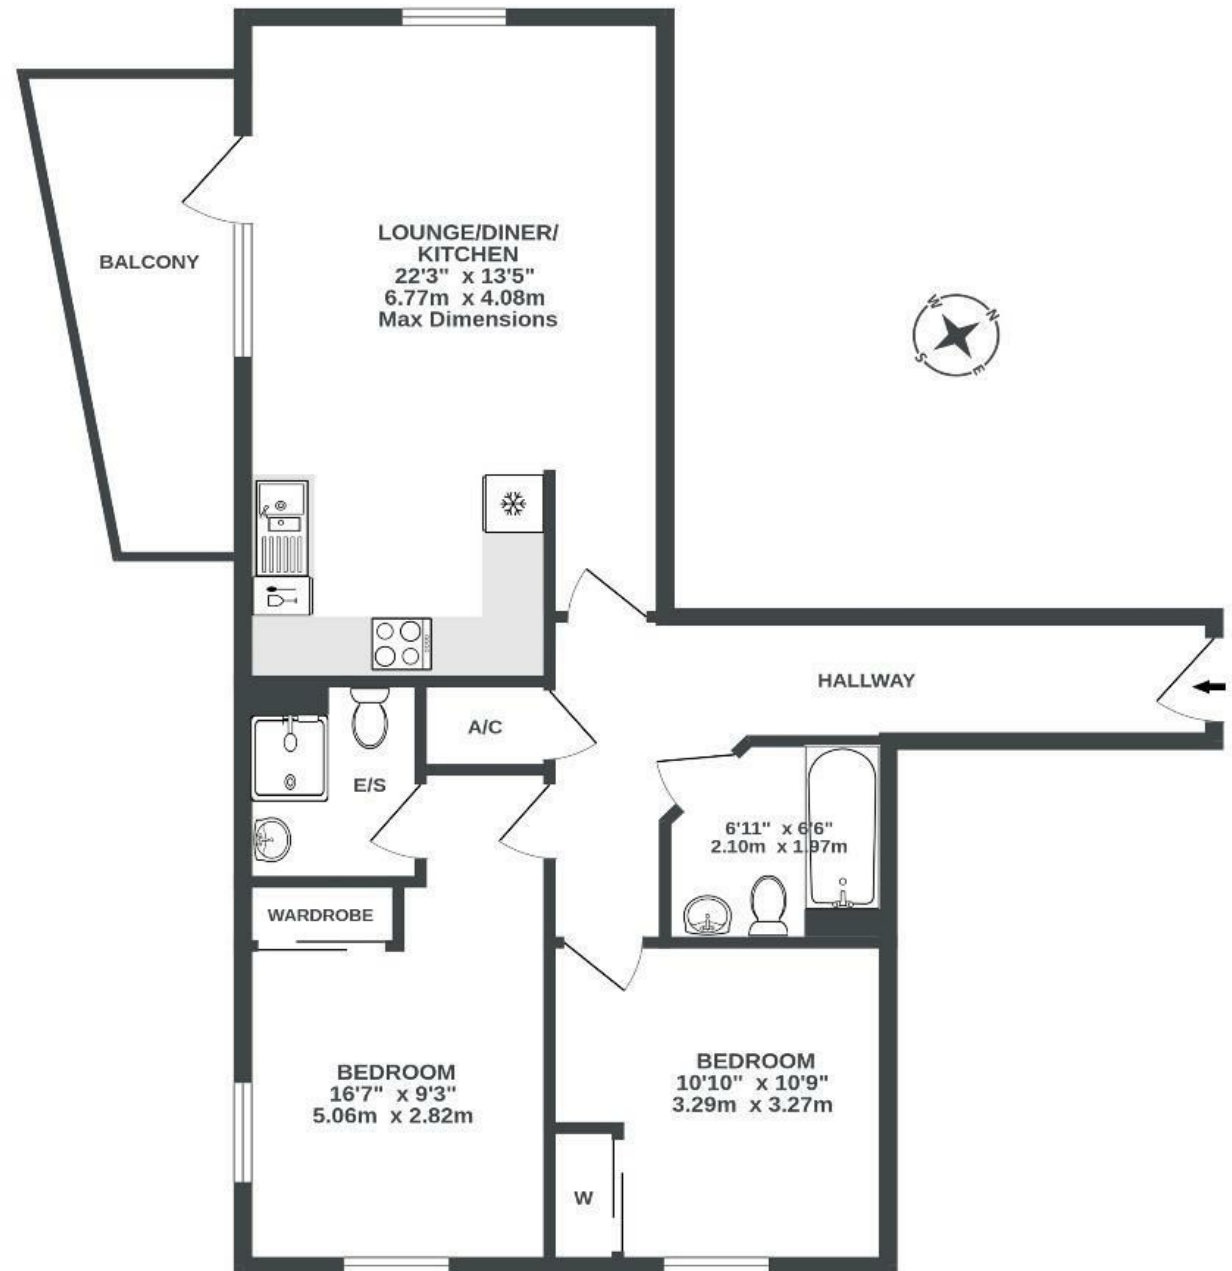 LOUNGE/DINER/
KITCHEN
22'3" x 13'5"
6.77m x 4.08m
Max Dimensions
BALCONY
W
N
S
E
HALLWAY
A/C
E/S
6'11" x 6'6"
2.10m x 1.97m
WARDROBE
BEDROOM
16'7" x 9'3"
5.06m x 2.82m
BEDROOM
10'10" x 10'9"
3.29m x 3.27m
W